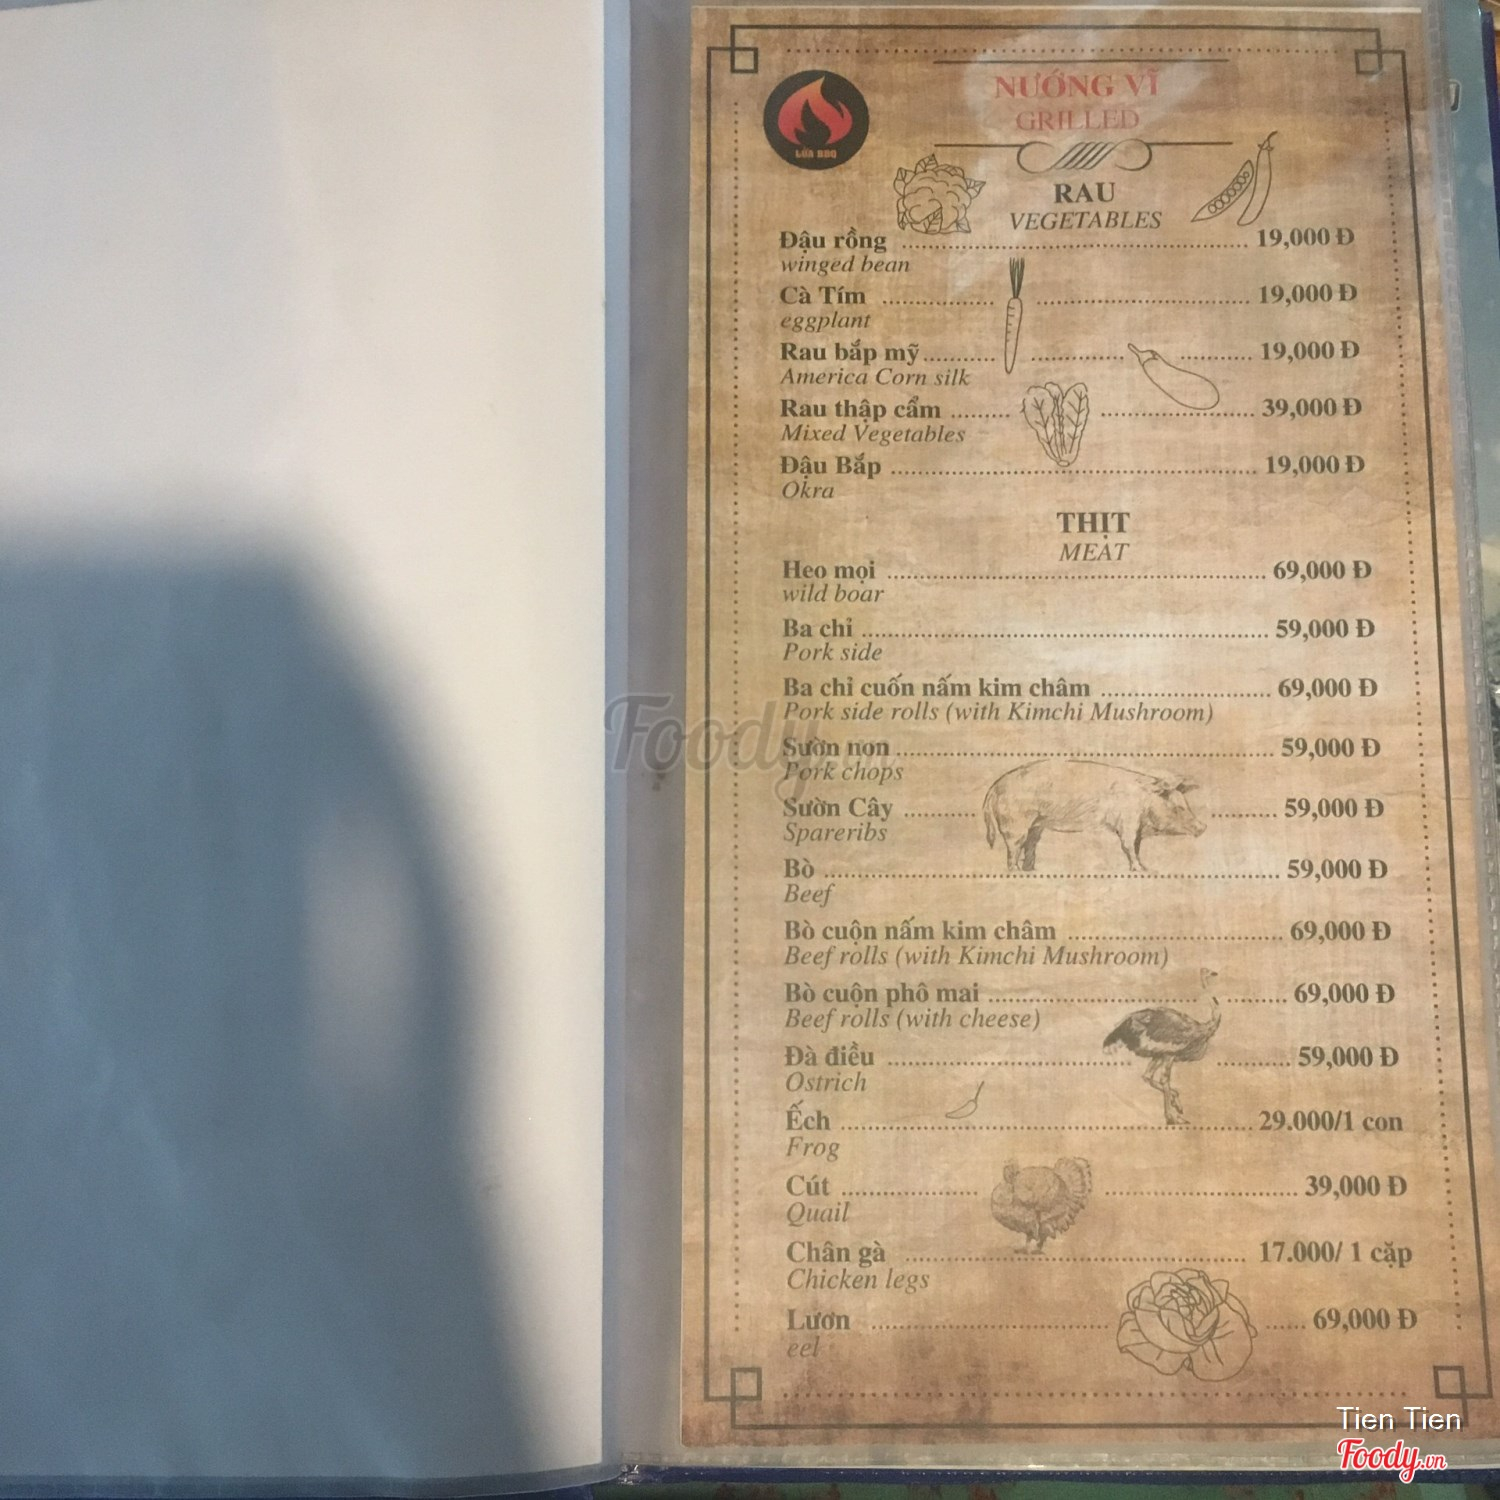 NƯỚNG VĨ
GRILLED
LỬA BBQ
RAU
VEGETABLES
Đậu rồng ........ 19,000 Đ
winged bean
Cà Tím ........ 19,000 Đ
eggplant
Rau bắp mỹ ........ 19,000 Đ
America Corn silk
Rau thập cẩm ........ 39,000 Đ
Mixed Vegetables
Đậu Bắp ........ 19,000 Đ
Okra
THỊT
MEAT
Heo mọi ........ 69,000 Đ
wild boar
Ba chỉ ........ 59,000 Đ
Pork side
Ba chỉ cuốn nấm kim châm ........ 69,000 Đ
Pork side rolls (with Kimchi Mushroom)
Sườn non ........ 59,000 Đ
Pork chops
Sườn Cây ........ 59,000 Đ
Spareribs
Bò ........ 59,000 Đ
Beef
Bò cuộn nấm kim châm ........ 69,000 Đ
Beef rolls (with Kimchi Mushroom)
Bò cuộn phô mai ........ 69,000 Đ
Beef rolls (with cheese)
Đà điều ........ 59,000 Đ
Ostrich
Ếch ........ 29.000/1 con
Frog
Cút ........ 39,000 Đ
Quail
Chân gà ........ 17.000/ 1 cặp
Chicken legs
Lươn ........ 69,000 Đ
eel
Foody.vn
Tien Tien
Foody.vn